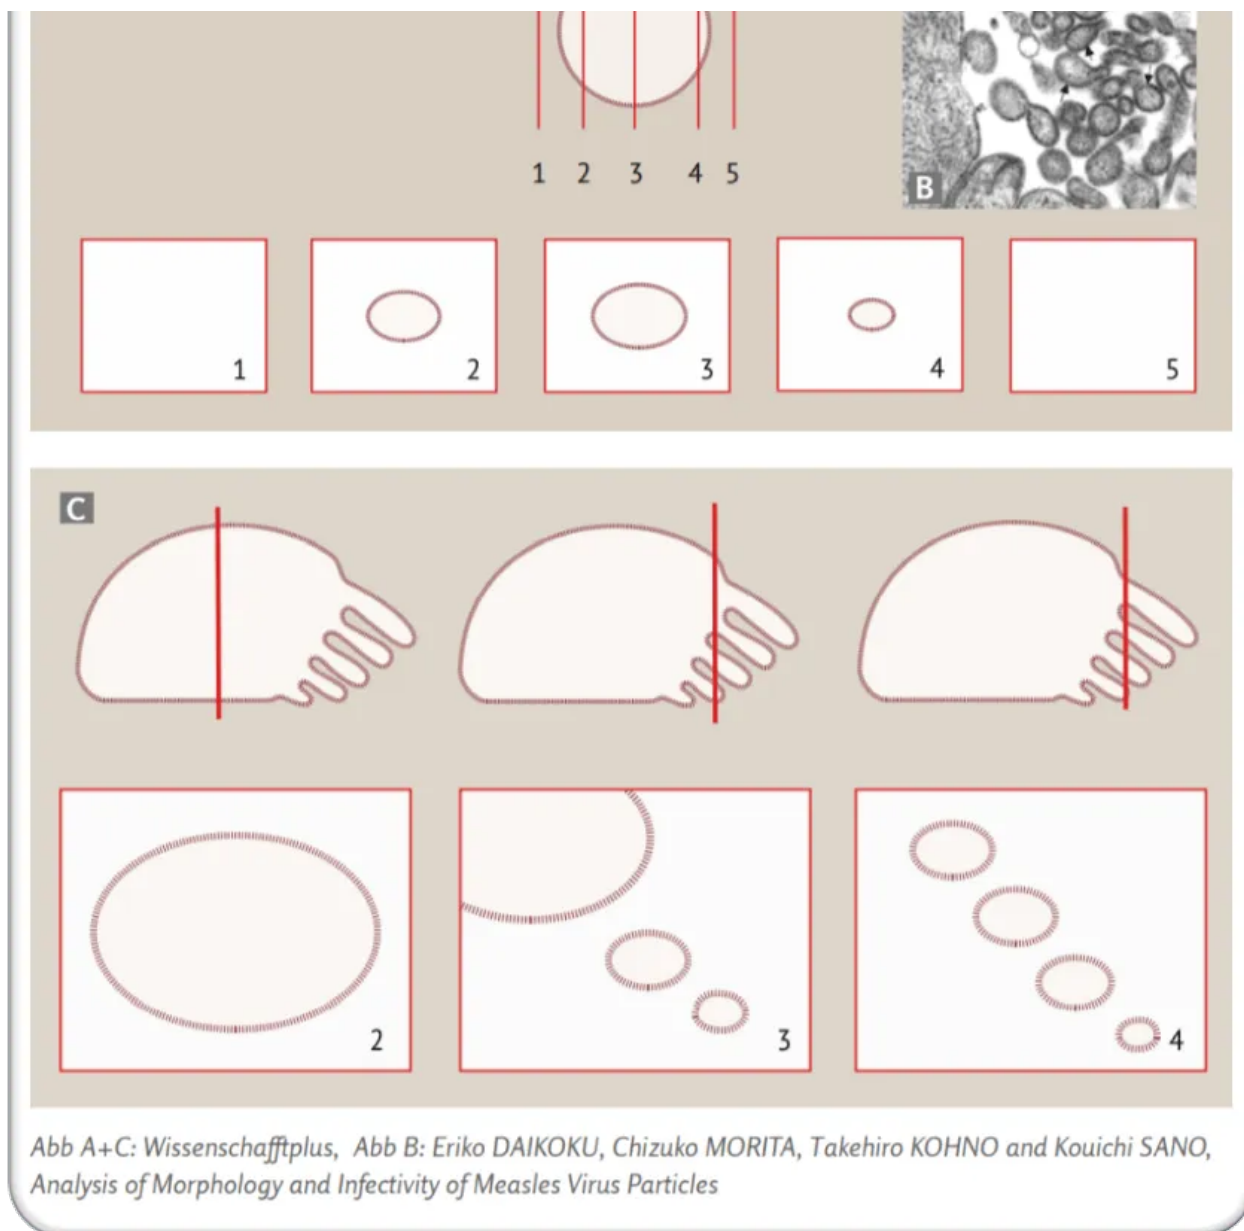 1 2 3 4 5
B
1 2 3 4 5
C
2 3 4
Abb A+C: Wissenschafftplus, Abb B: Eriko DAIKOKU, Chizuko MORITA, Takehiro KOHNO and Kouichi SANO,
Analysis of Morphology and Infectivity of Measles Virus Particles